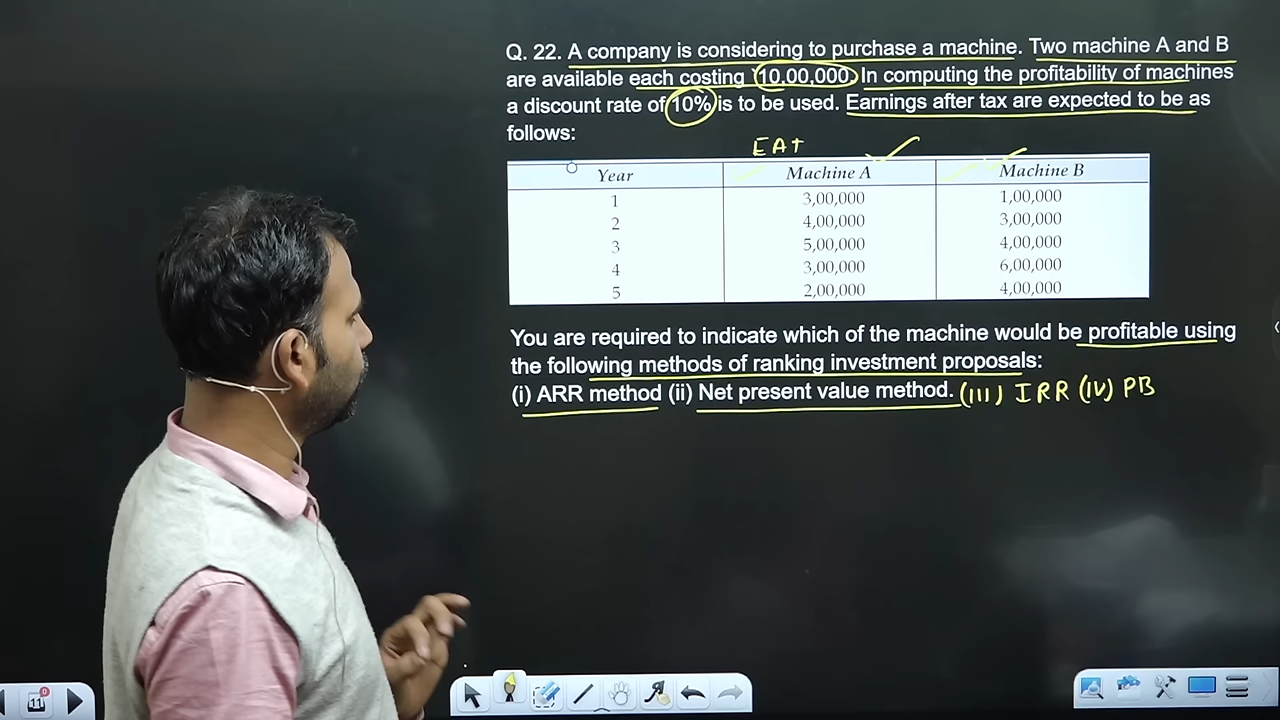 Q. 22. A company is considering to purchase a machine. Two machine A and B
are available each costing `10,00,000. In computing the profitability of machines
a discount rate of 10% is to be used. Earnings after tax are expected to be as
follows:
EAT
Year Machine A Machine B
1 3,00,000 1,00,000
2 4,00,000 3,00,000
3 5,00,000 4,00,000
4 3,00,000 6,00,000
5 2,00,000 4,00,000
You are required to indicate which of the machine would be profitable using
the following methods of ranking investment proposals:
(i) ARR method (ii) Net present value method. (III) IRR (IV) PB
11 0